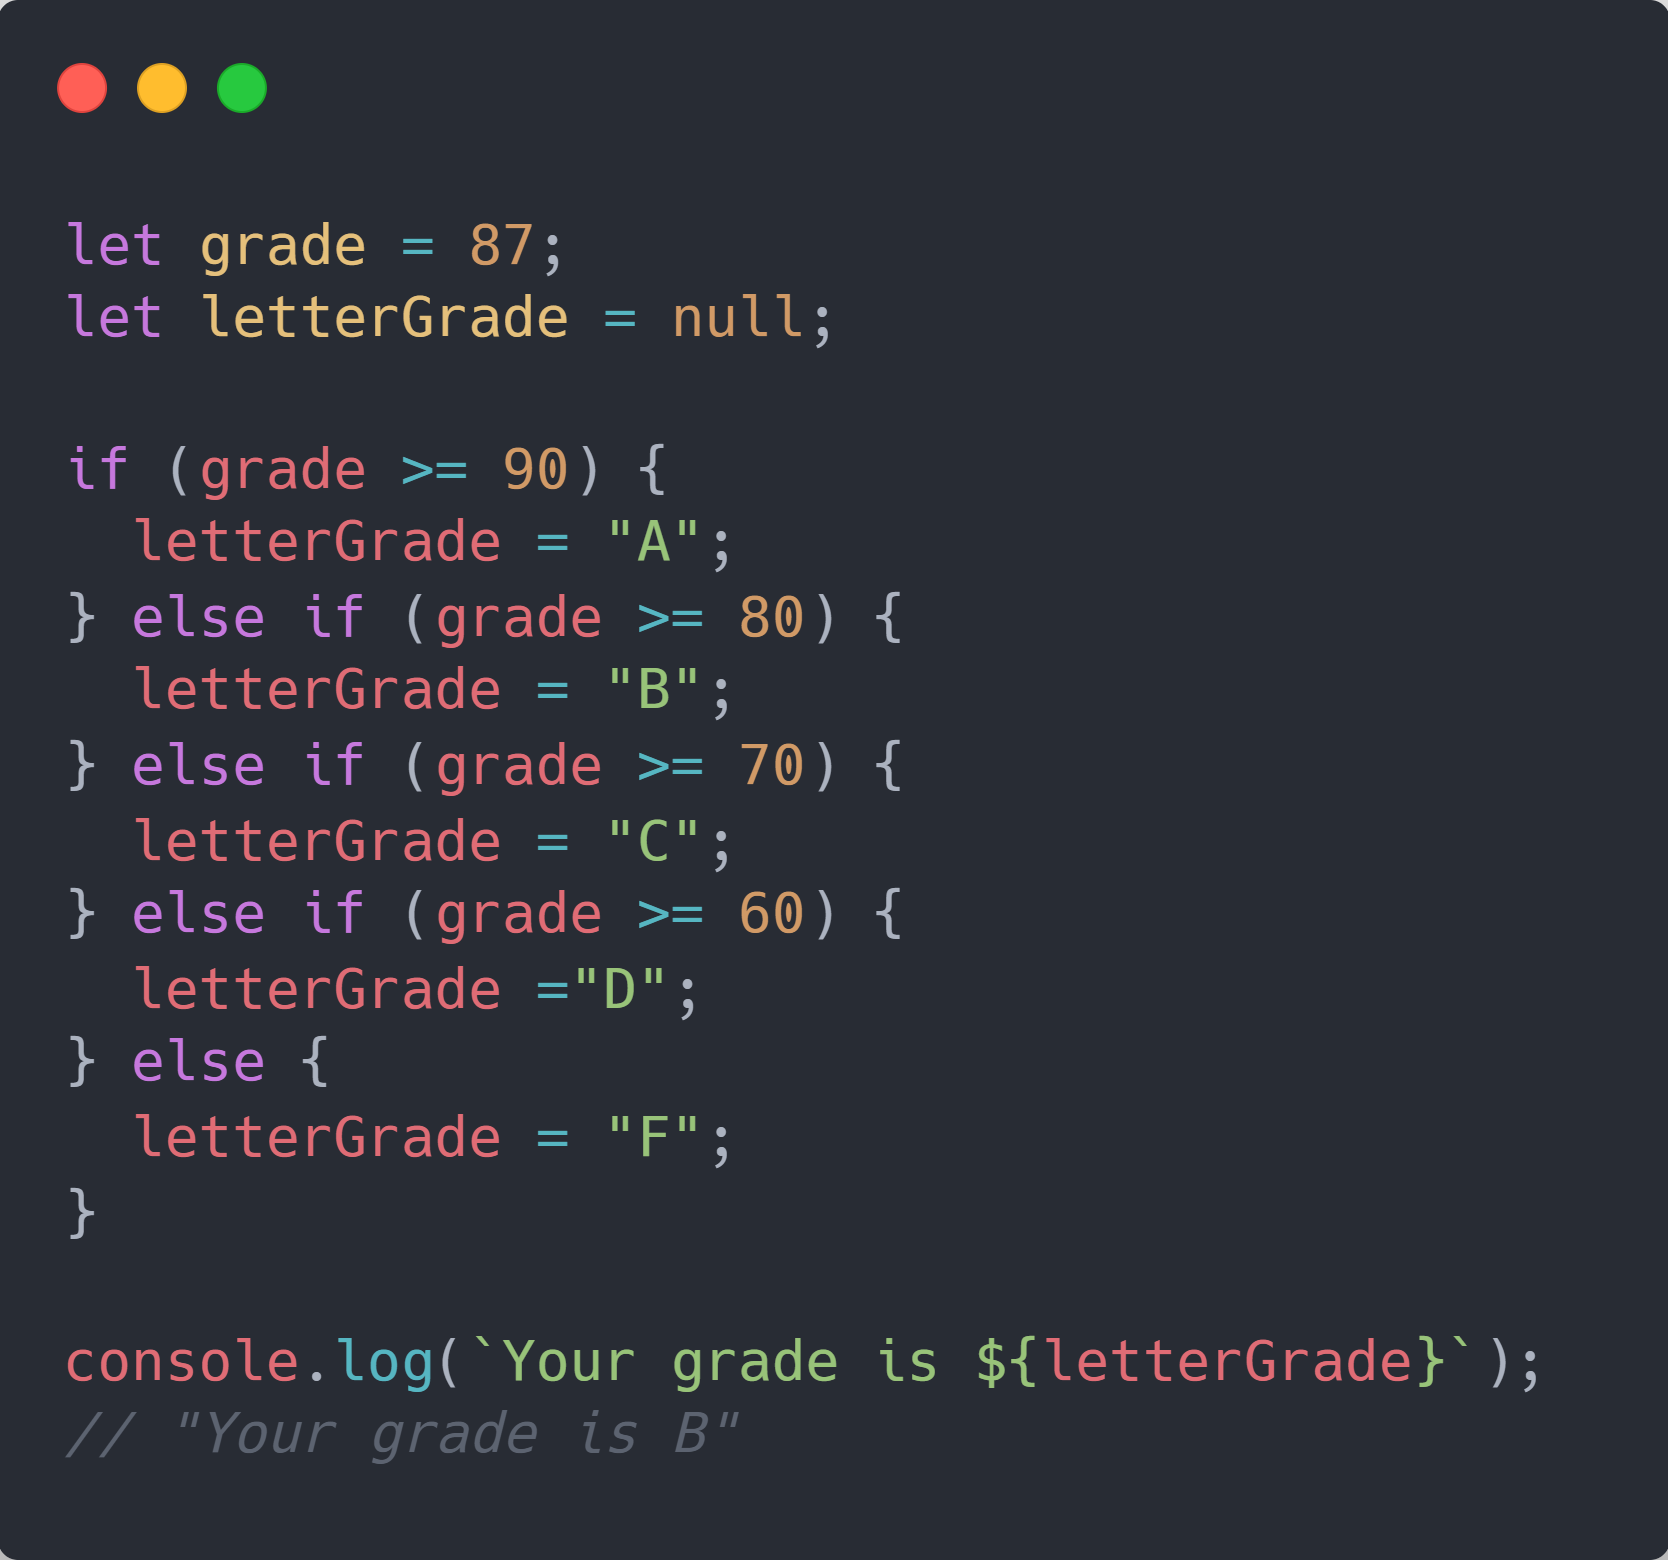 let grade = 87;
let letterGrade = null;

if (grade >= 90) {
  letterGrade = "A";
} else if (grade >= 80) {
  letterGrade = "B";
} else if (grade >= 70) {
  letterGrade = "C";
} else if (grade >= 60) {
  letterGrade ="D";
} else {
  letterGrade = "F";
}

console.log(`Your grade is ${letterGrade}`);
// "Your grade is B"